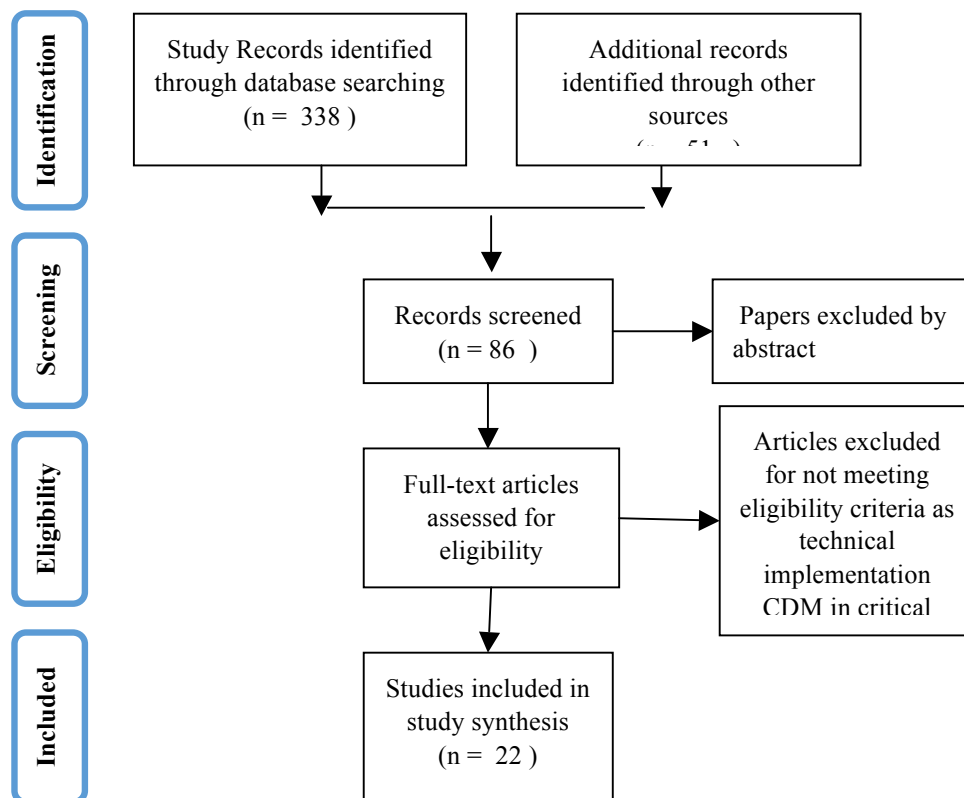 Identification
Study Records identified
through database searching
(n = 338 )
Additional records
identified through other
sources
Screening
Records screened
(n = 86 )
Papers excluded by
abstract
Eligibility
Full-text articles
assessed for
eligibility
Articles excluded
for not meeting
eligibility criteria as
technical
implementation
CDM in critical
Included
Studies included in
study synthesis
(n = 22 )